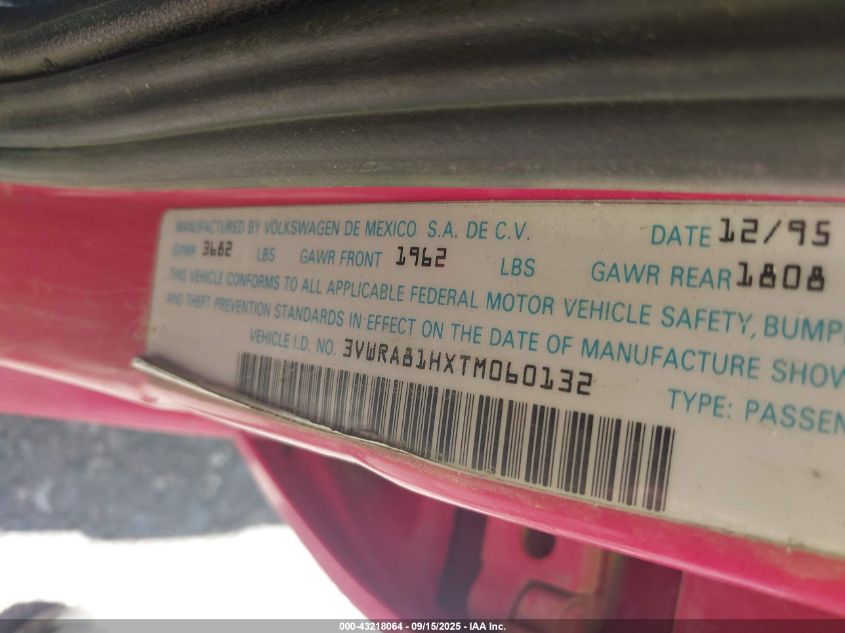 MANUFACTURED BY VOLKSWAGEN DE MEXICO S.A. DE C.V. DATE 12/95
GVWR 3682 LBS GAWR FRONT 1962 LBS GAWR REAR 1808
THIS VEHICLE CONFORMS TO ALL APPLICABLE FEDERAL MOTOR VEHICLE SAFETY, BUMP
AND THEFT PREVENTION STANDARDS IN EFFECT ON THE DATE OF MANUFACTURE SHOW
VEHICLE I.D. NO. 3VWRA81HXTM060132
TYPE: PASSEN
000-43218064 - 09/15/2025 - IAA Inc.